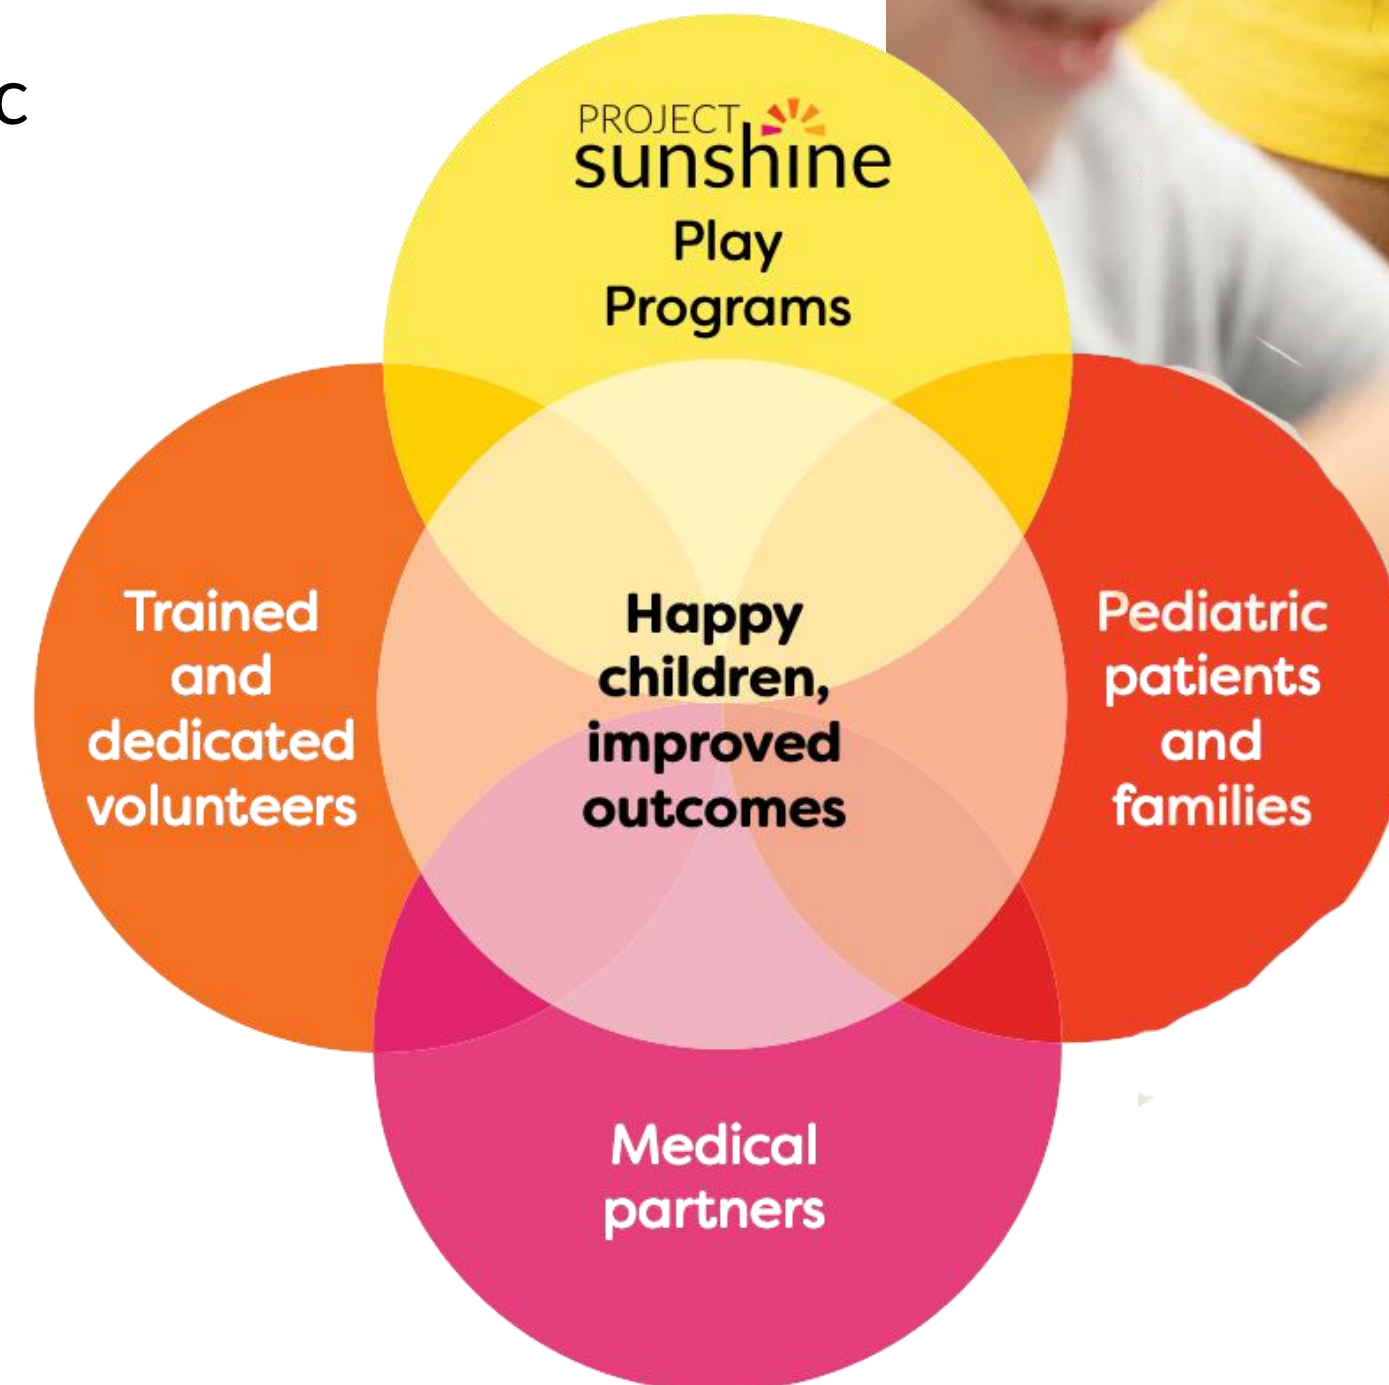 c
PROJECT
sunshine
Play
Programs
Trained
and
dedicated
volunteers
Happy
children,
improved
outcomes
Pediatric
patients
and
families
Medical
partners